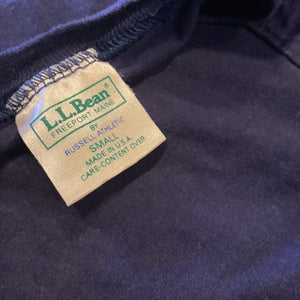 L.L.Bean®
FREEPORT, MAINE
BY
RUSSELL ATHLETIC
SMALL
MADE IN U.S.A.
CARE-CONTENT OVER